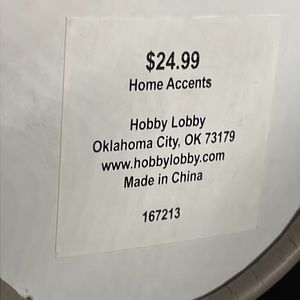 $24.99
Home Accents
Hobby Lobby
Oklahoma City, OK 73179
www.hobbylobby.com
Made in China
167213